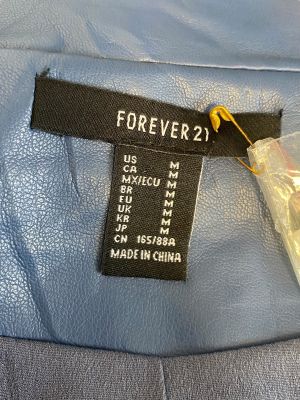 FOREVER 21
US M
CA M
MX/ECU M
BR M
EU M
UK M
KR M
JP M
CN 165/88A
MADE IN CHINA